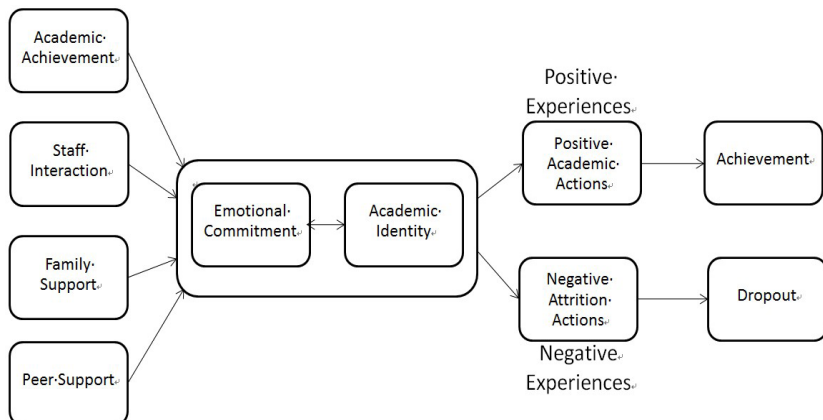 Academic
Achievement
Staff
Interaction
Family
Support
Peer Support
Emotional
Commitment
Academic
Identity
Positive
Experiences
Positive
Academic
Actions
Achievement
Negative
Attrition
Actions
Dropout
Negative
Experiences